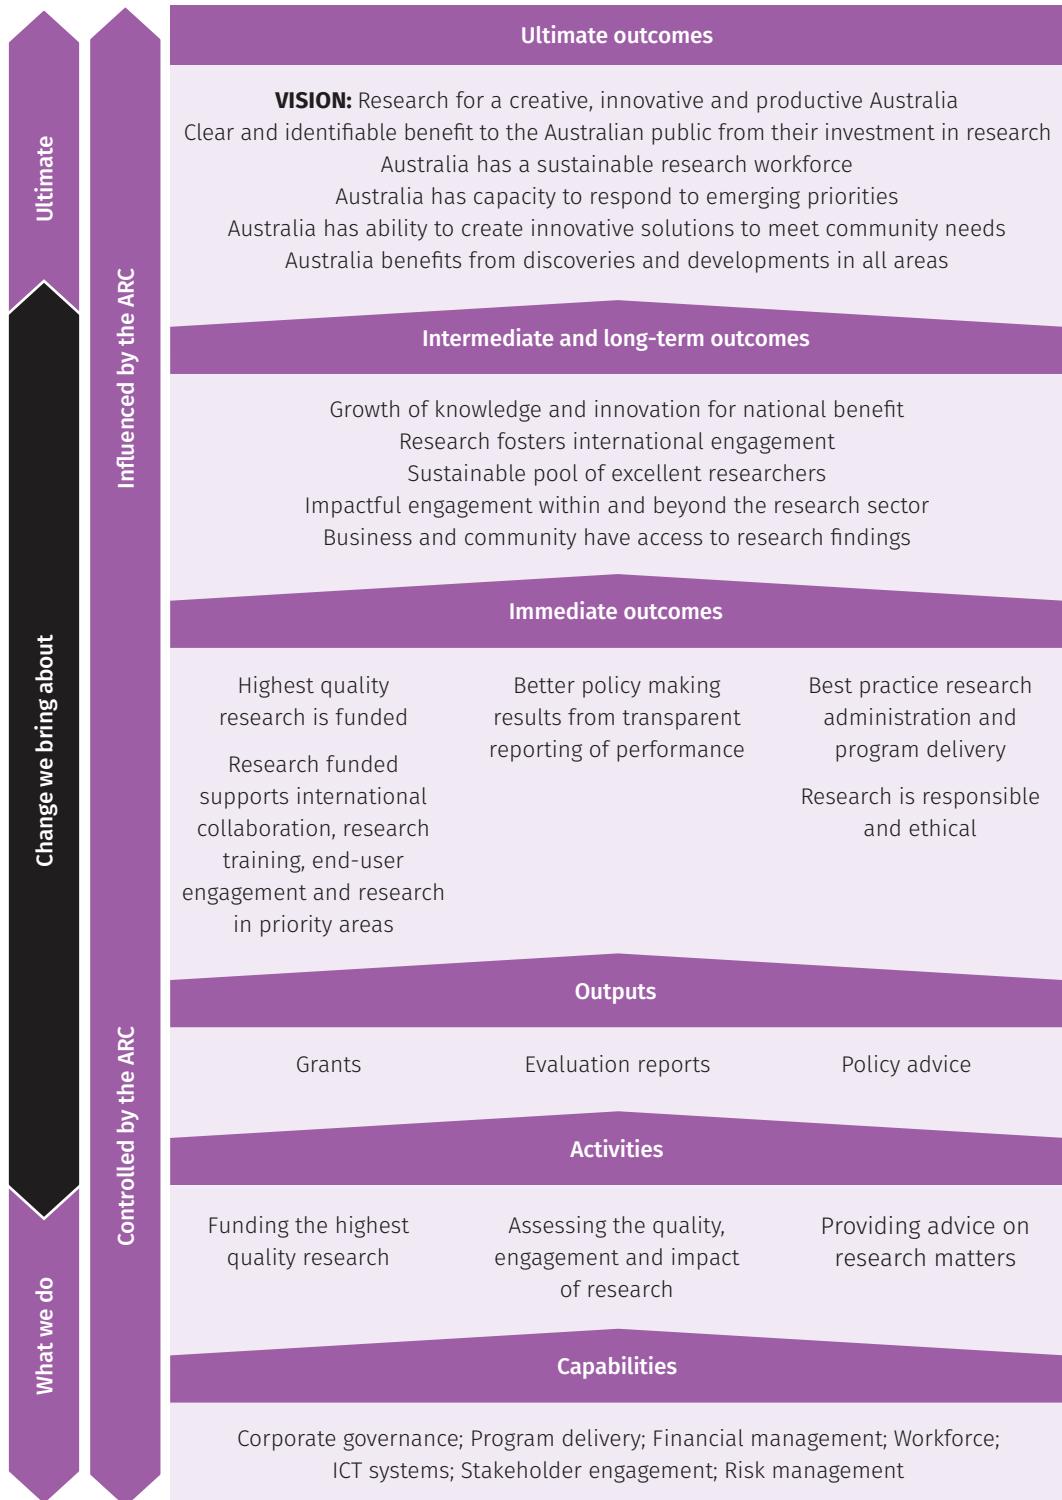 Ultimate outcomes
VISION: Research for a creative, innovative and productive Australia
Clear and identifiable benefit to the Australian public from their investment in research
Australia has a sustainable research workforce
Australia has capacity to respond to emerging priorities
Australia has ability to create innovative solutions to meet community needs
Australia benefits from discoveries and developments in all areas
Intermediate and long-term outcomes
Growth of knowledge and innovation for national benefit
Research fosters international engagement
Sustainable pool of excellent researchers
Impactful engagement within and beyond the research sector
Business and community have access to research findings
Immediate outcomes
Highest quality
research is funded
Research funded
supports international
collaboration, research
training, end-user
engagement and research
in priority areas
Better policy making
results from transparent
reporting of performance
Best practice research
administration and
program delivery
Research is responsible
and ethical
Outputs
Grants
Evaluation reports
Policy advice
Activities
Funding the highest
quality research
Assessing the quality,
engagement and impact
of research
Providing advice on
research matters
Capabilities
Corporate governance; Program delivery; Financial management; Workforce;
ICT systems; Stakeholder engagement; Risk management
Ultimate
Change we bring about
What we do
Influenced by the ARC
Controlled by the ARC